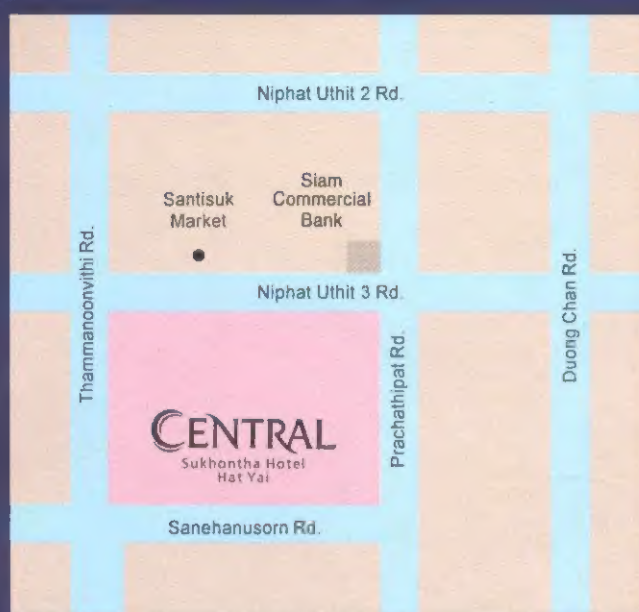 Niphat Uthit 2 Rd.
Santisuk
Market
Siam
Commercial
Bank
Thammanoonvithi Rd.
Niphat Uthit 3 Rd.
Prachathipat Rd.
Duong Chan Rd.
CENTRAL
Sukhontha Hotel
Hat Yai
Sanehanusorn Rd.